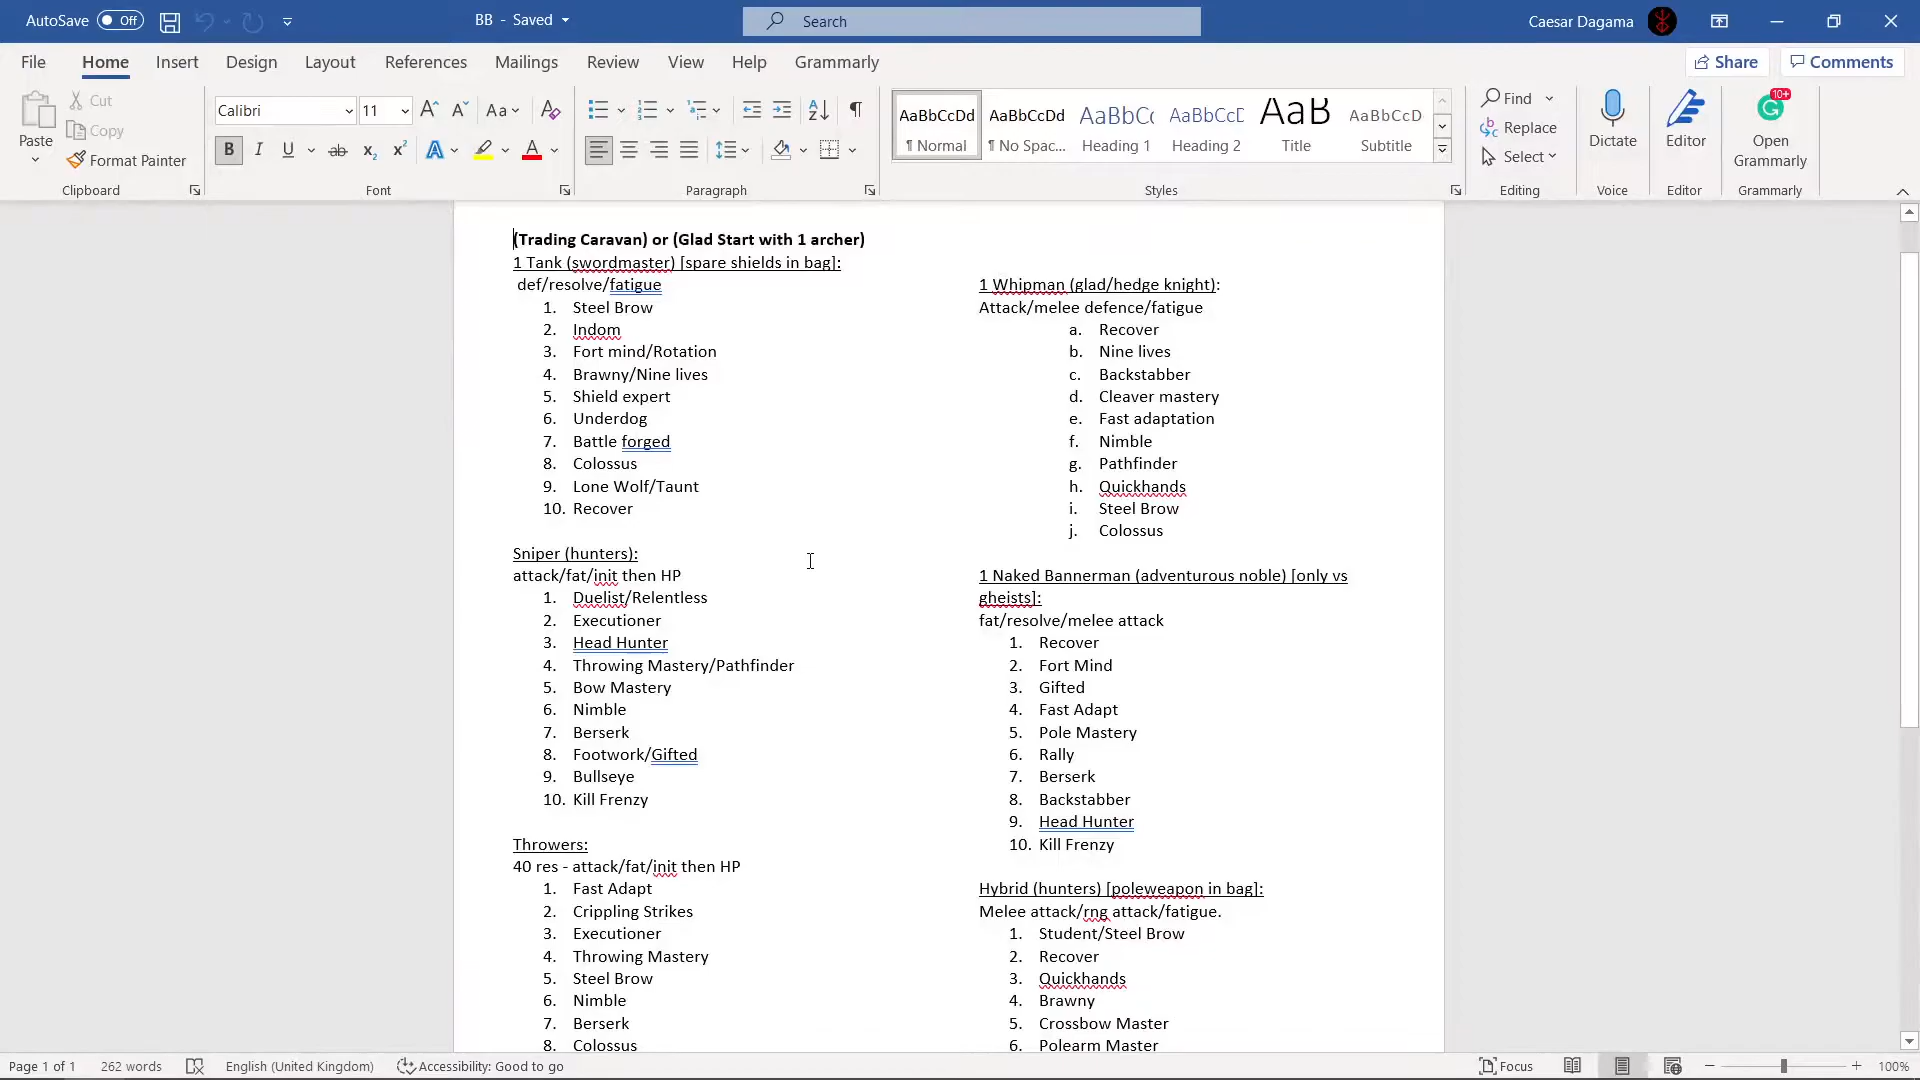 AutoSave Off
BB - Saved
Search
Caesar Dagama
File Home Insert Design Layout References Mailings Review View Help Grammarly
Share
Comments
Paste
Cut
Copy
Format Painter
Clipboard
Calibri 11
Font
Paragraph
AaBbCcDd
¶ Normal
AaBbCcDd
¶ No Spac...
AaBbCc
Heading 1
AaBbCcC
Heading 2
AaB
Title
AaBbCcD
Subtitle
Styles
Find
Replace
Select
Editing
Dictate
Voice
Editor
Editor
10+
Open
Grammarly
Grammarly
(Trading Caravan) or (Glad Start with 1 archer)
1 Tank (swordmaster) [spare shields in bag]:
def/resolve/fatigue
1. Steel Brow
2. Indom
3. Fort mind/Rotation
4. Brawny/Nine lives
5. Shield expert
6. Underdog
7. Battle forged
8. Colossus
9. Lone Wolf/Taunt
10. Recover
Sniper (hunters):
attack/fat/init then HP
1. Duelist/Relentless
2. Executioner
3. Head Hunter
4. Throwing Mastery/Pathfinder
5. Bow Mastery
6. Nimble
7. Berserk
8. Footwork/Gifted
9. Bullseye
10. Kill Frenzy
Throwers:
40 res - attack/fat/init then HP
1. Fast Adapt
2. Crippling Strikes
3. Executioner
4. Throwing Mastery
5. Steel Brow
6. Nimble
7. Berserk
8. Colossus
1 Whipman (glad/hedge knight):
Attack/melee defence/fatigue
a. Recover
b. Nine lives
c. Backstabber
d. Cleaver mastery
e. Fast adaptation
f. Nimble
g. Pathfinder
h. Quickhands
i. Steel Brow
j. Colossus
1 Naked Bannerman (adventurous noble) [only vs
gheists]:
fat/resolve/melee attack
1. Recover
2. Fort Mind
3. Gifted
4. Fast Adapt
5. Pole Mastery
6. Rally
7. Berserk
8. Backstabber
9. Head Hunter
10. Kill Frenzy
Hybrid (hunters) [poleweapon in bag]:
Melee attack/rng attack/fatigue.
1. Student/Steel Brow
2. Recover
3. Quickhands
4. Brawny
5. Crossbow Master
6. Polearm Master
Page 1 of 1
262 words
English (United Kingdom)
Accessibility: Good to go
Focus
100%